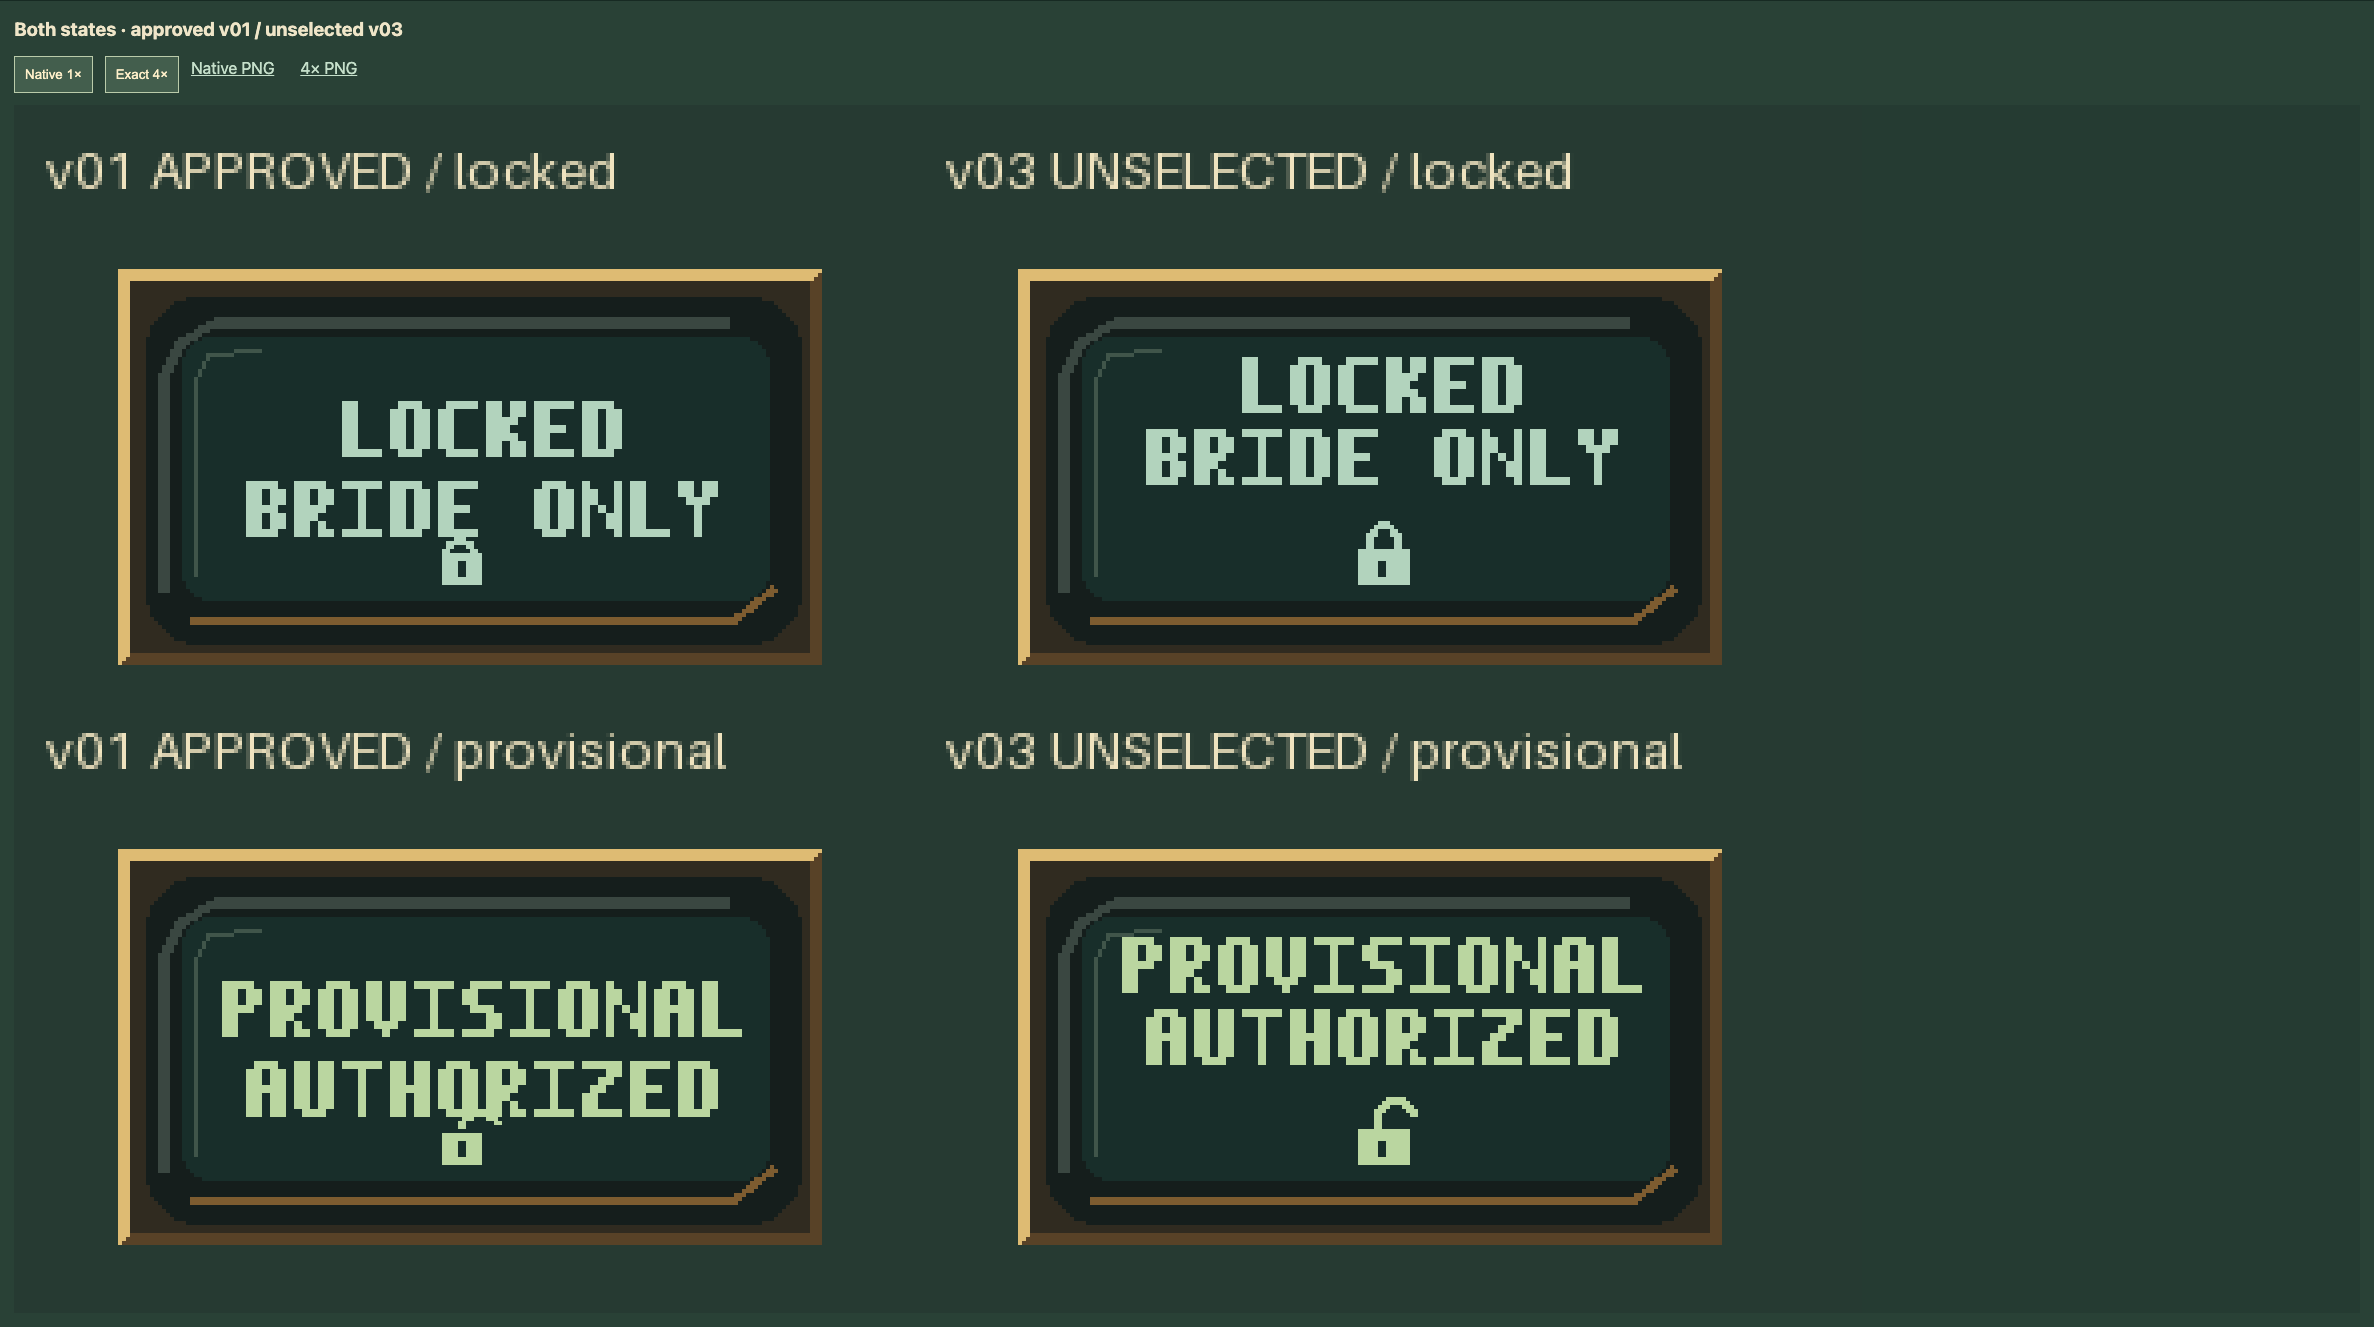 Both states · approved v01 / unselected v03
Native 1× Exact 4× Native PNG 4× PNG
v01 APPROVED / locked
v03 UNSELECTED / locked
LOCKED
BRIDE ONLY
LOCKED
BRIDE ONLY
v01 APPROVED / provisional
v03 UNSELECTED / provisional
PROVISIONAL
AUTHORIZED
PROVISIONAL
AUTHORIZED